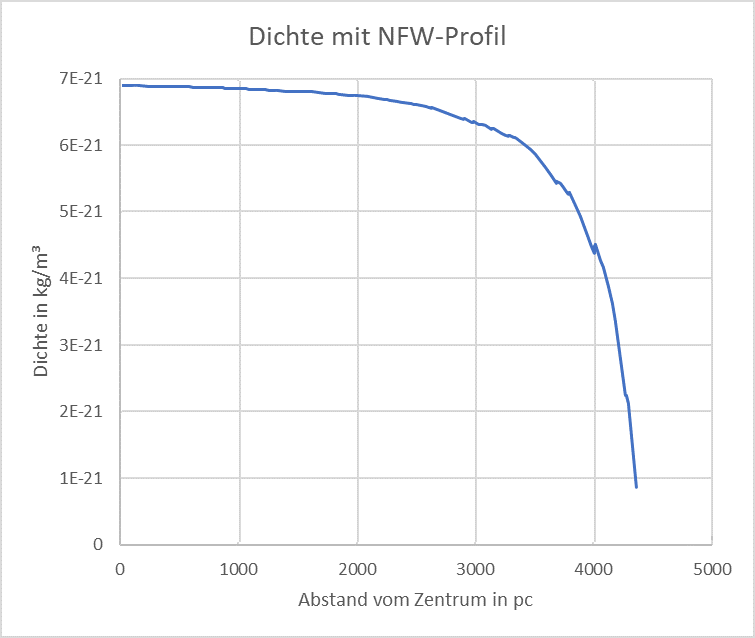 Dichte mit NFW-Profil
Dichte in kg/m³
7E-21
6E-21
5E-21
4E-21
3E-21
2E-21
1E-21
0
0 1000 2000 3000 4000 5000
Abstand vom Zentrum in pc